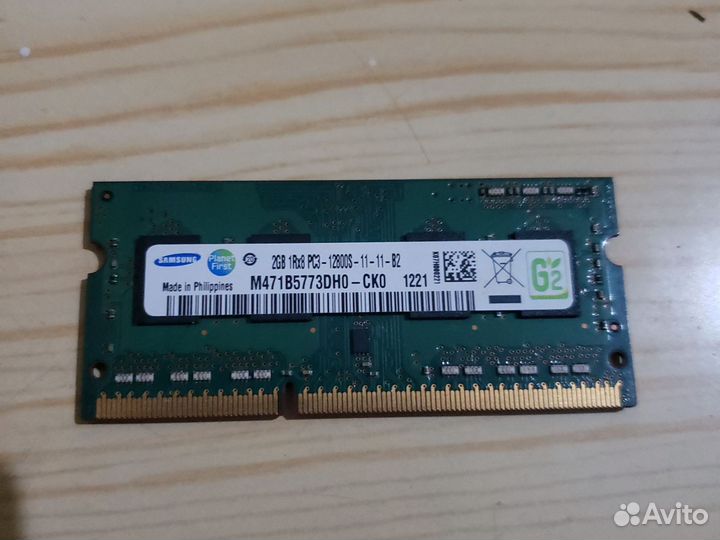 SAMSUNG
Planet First
2GB 1Rx8 PC3-12800S-11-11-B2
Made in Philippines
M471B5773DH0-CK0 1221
G2
Avito